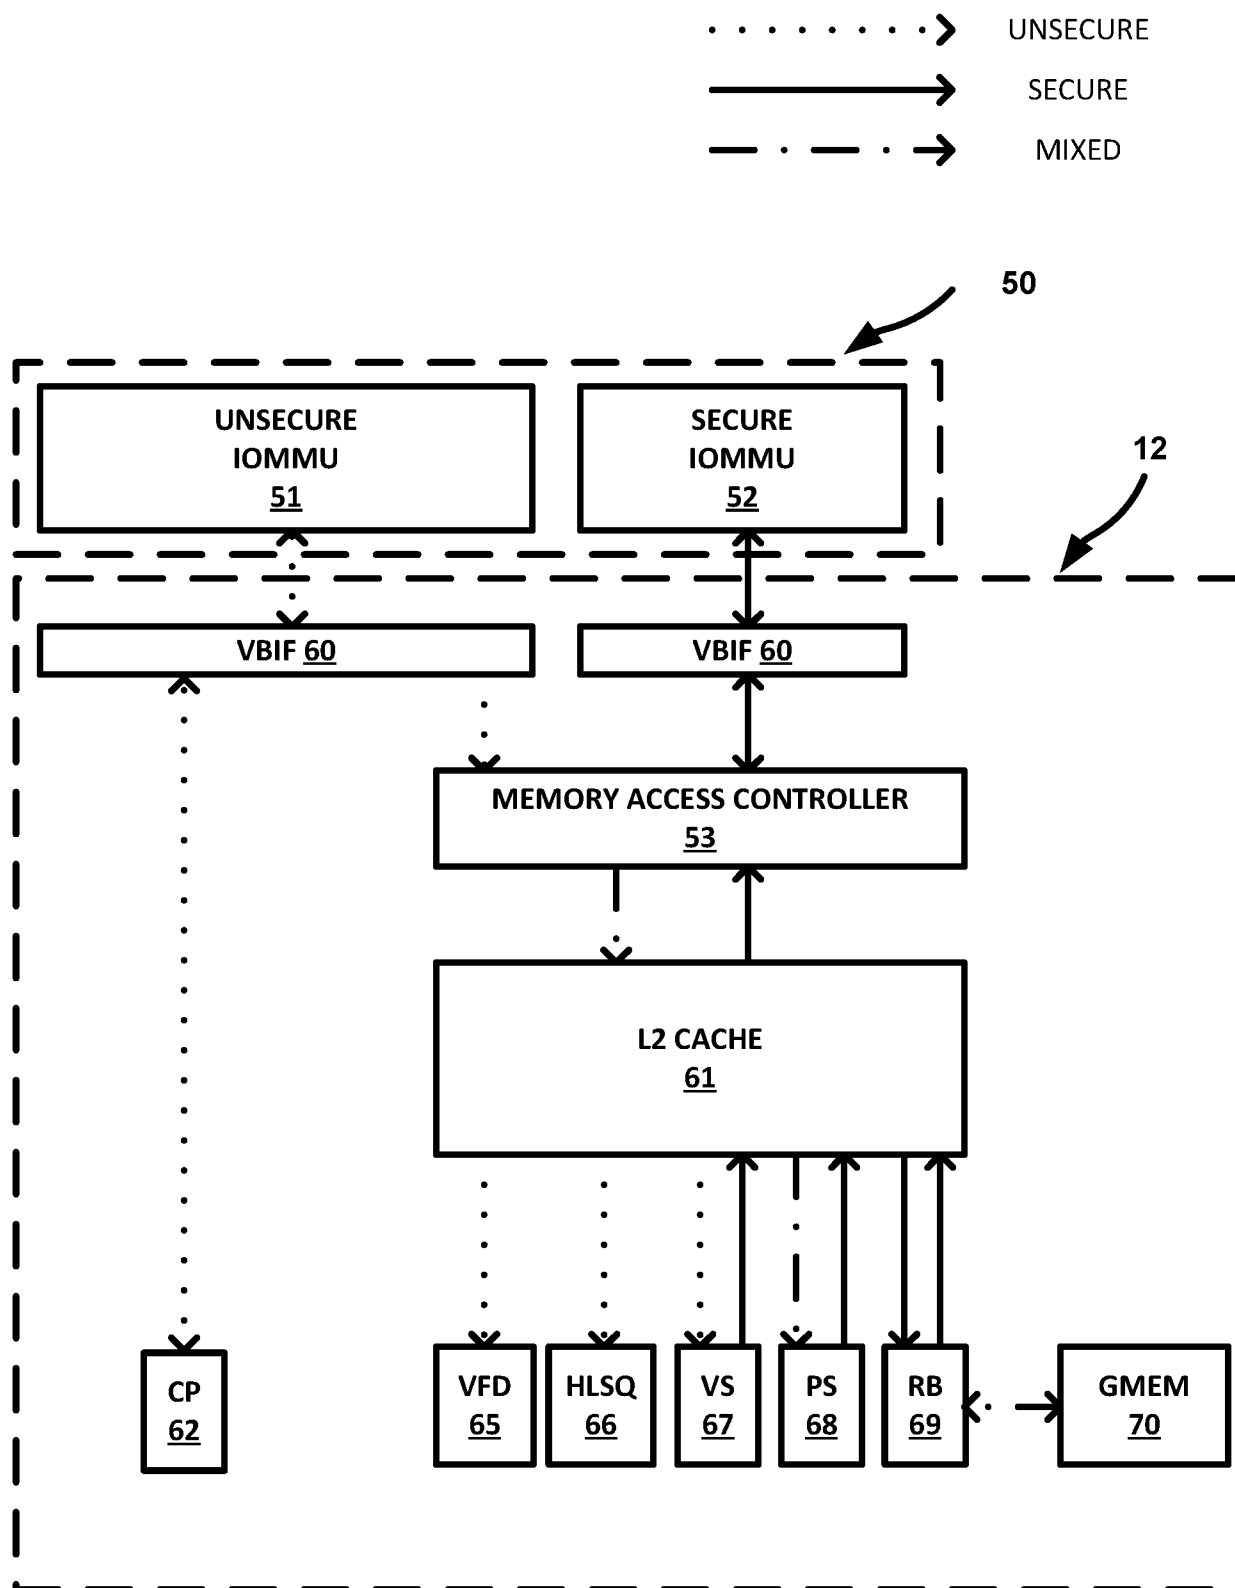 UNSECURE
SECURE
MIXED
50
UNSECURE
IOMMU
51
SECURE
IOMMU
52
12
VBIF 60
VBIF 60
MEMORY ACCESS CONTROLLER
53
L2 CACHE
61
CP
62
VFD
65
HLSQ
66
VS
67
PS
68
RB
69
GMEM
70